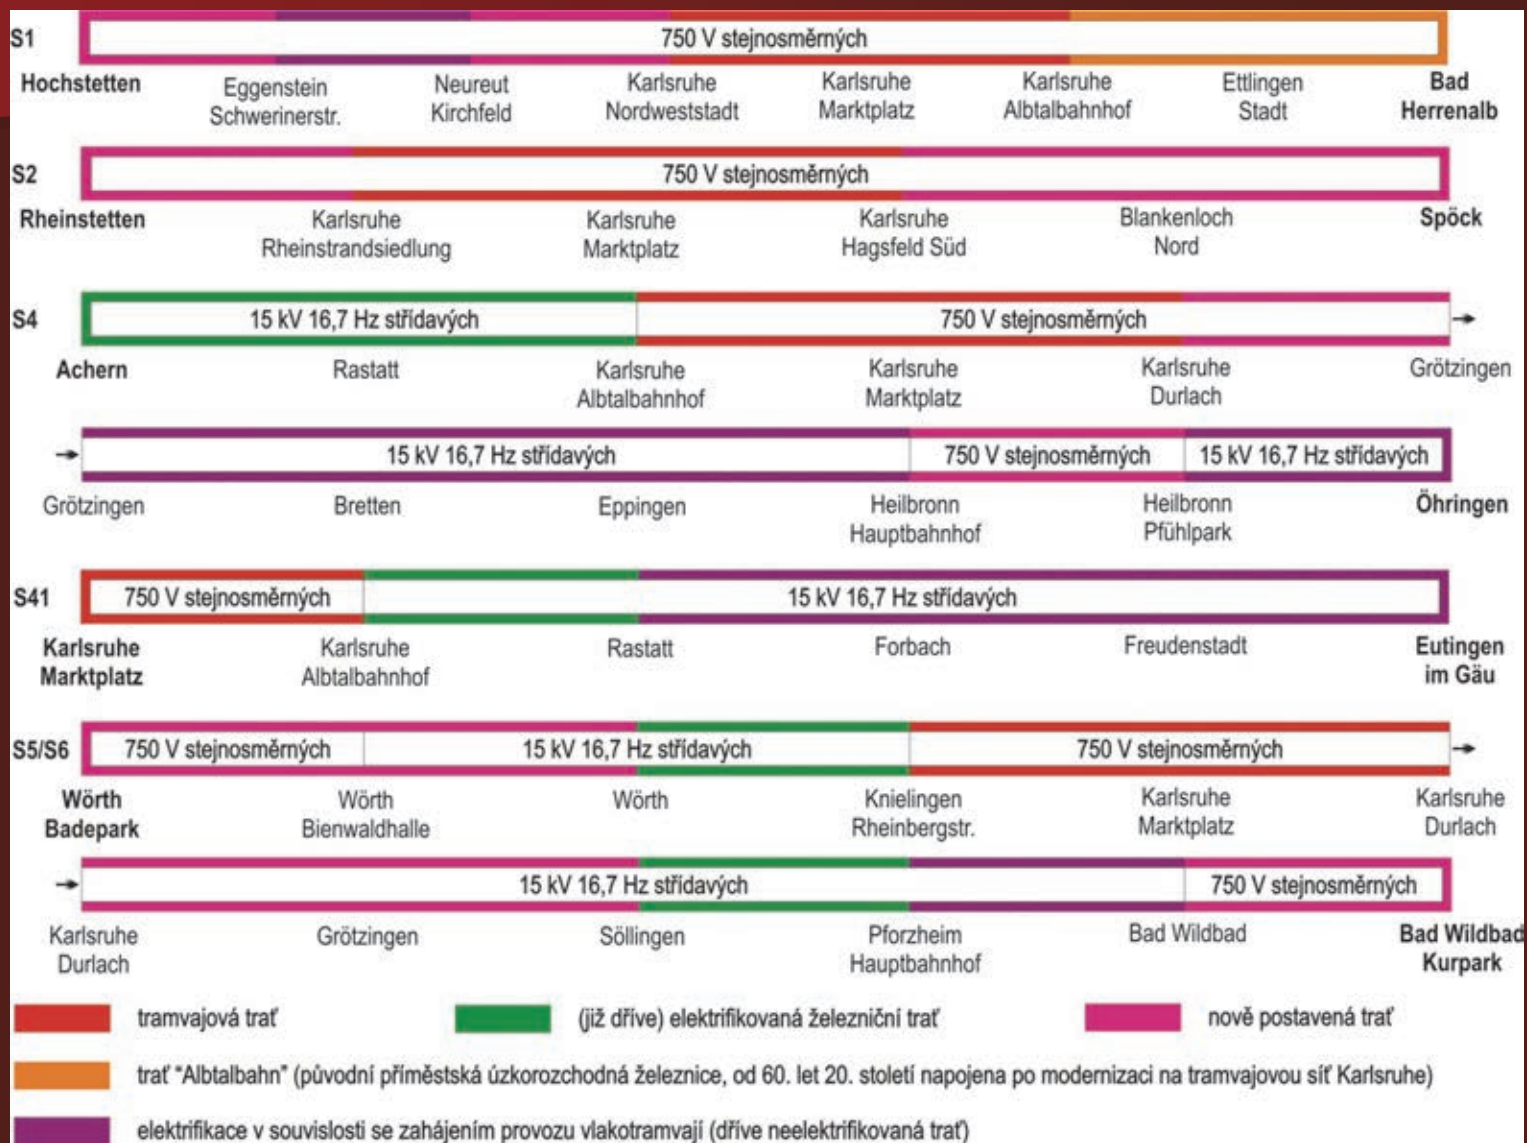 S1
750 V stejnosměrných
Hochstetten
Eggenstein
Schwerinerstr.
Neureut
Kirchfeld
Karlsruhe
Nordweststadt
Karlsruhe
Marktplatz
Karlsruhe
Albtalbahnhof
Ettlingen
Stadt
Bad
Herrenalb
S2
750 V stejnosměrných
Rheinstetten
Karlsruhe
Rheinstrandsiedlung
Karlsruhe
Marktplatz
Karlsruhe
Hagsfeld Süd
Blankenloch
Nord
Spöck
S4
15 kV 16,7 Hz střídavých
750 V stejnosměrných
Achern
Rastatt
Karlsruhe
Albtalbahnhof
Karlsruhe
Marktplatz
Karlsruhe
Durlach
Grötzingen
15 kV 16,7 Hz střídavých
750 V stejnosměrných
15 kV 16,7 Hz střídavých
Grötzingen
Bretten
Eppingen
Heilbronn
Hauptbahnhof
Heilbronn
Pfühlpark
Öhringen
S41
750 V stejnosměrných
15 kV 16,7 Hz střídavých
Karlsruhe
Marktplatz
Karlsruhe
Albtalbahnhof
Rastatt
Forbach
Freudenstadt
Eutingen
im Gäu
S5/S6
750 V stejnosměrných
15 kV 16,7 Hz střídavých
750 V stejnosměrných
Wörth
Badepark
Wörth
Bienwaldhalle
Wörth
Knielingen
Rheinbergstr.
Karlsruhe
Marktplatz
Karlsruhe
Durlach
15 kV 16,7 Hz střídavých
750 V stejnosměrných
Karlsruhe
Durlach
Grötzingen
Söllingen
Pforzheim
Hauptbahnhof
Bad Wildbad
Bad Wildbad
Kurpark
tramvajová trať
(již dříve) elektrifikovaná železniční trať
nově postavená trať
trať “Albtalbahn” (původní příměstská úzkorozchodná železnice, od 60. let 20. století napojena po modernizaci na tramvajovou síť Karlsruhe)
elektrifikace v souvislosti se zahájením provozu vlakotramvají (dříve neelektrifikovaná trať)